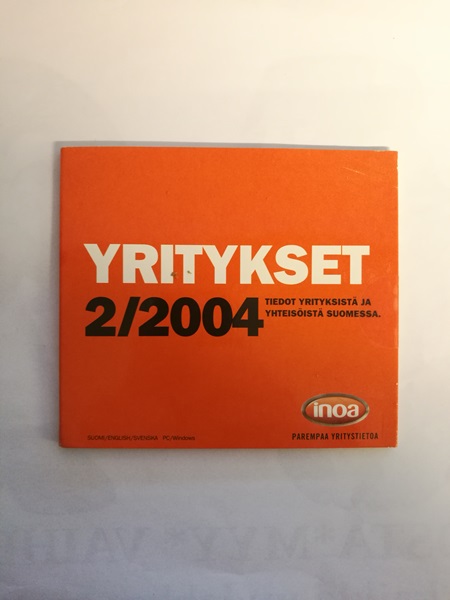 YRITYKSET
2/2004
TIEDOT YRITYKSISTÄ JA
YHTEISÖISTÄ SUOMESSA.
inoa
PAREMPAA YRITYSTIETOA
SUOMI/ENGLISH/SVENSKA PC/Windows